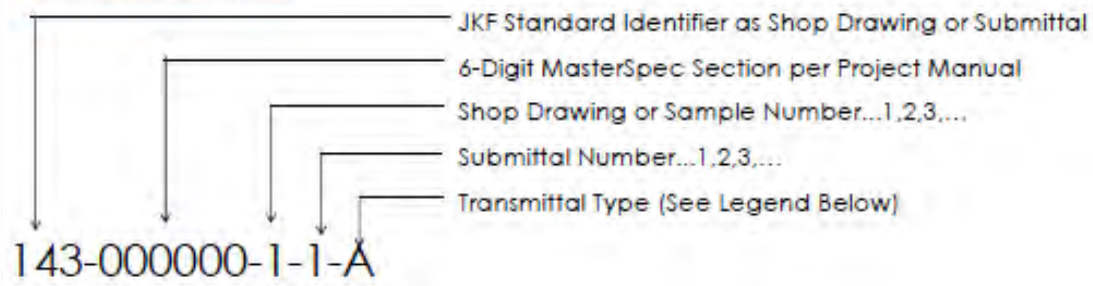 JKF Standard Identifier as Shop Drawing or Submittal
6-Digit MasterSpec Section per Project Manual
Shop Drawing or Sample Number...1,2,3,...
Submittal Number...1,2,3,...
Transmittal Type (See Legend Below)
143-000000-1-1-A